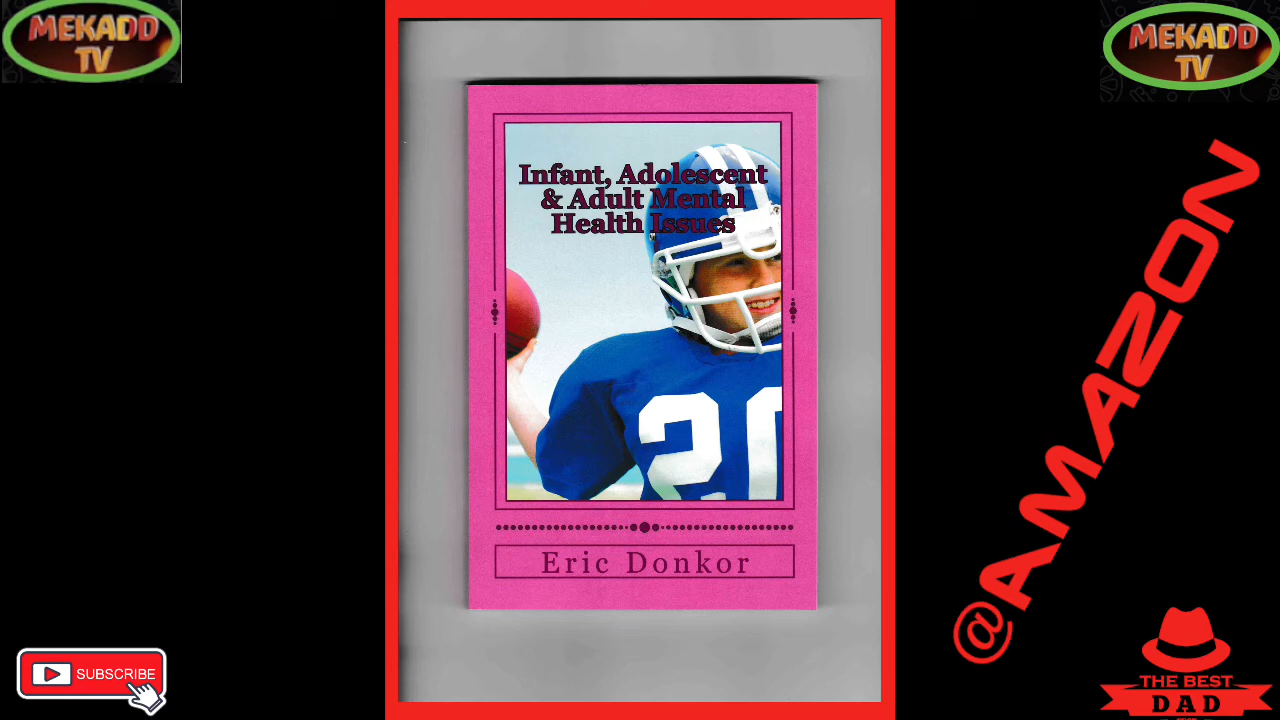 MEKADD
TV
MEKADD
TV
Infant, Adolescent
& Adult Mental
Health Issues
20
Eric Donkor
@AMAZON
SUBSCRIBE
THE BEST
DAD